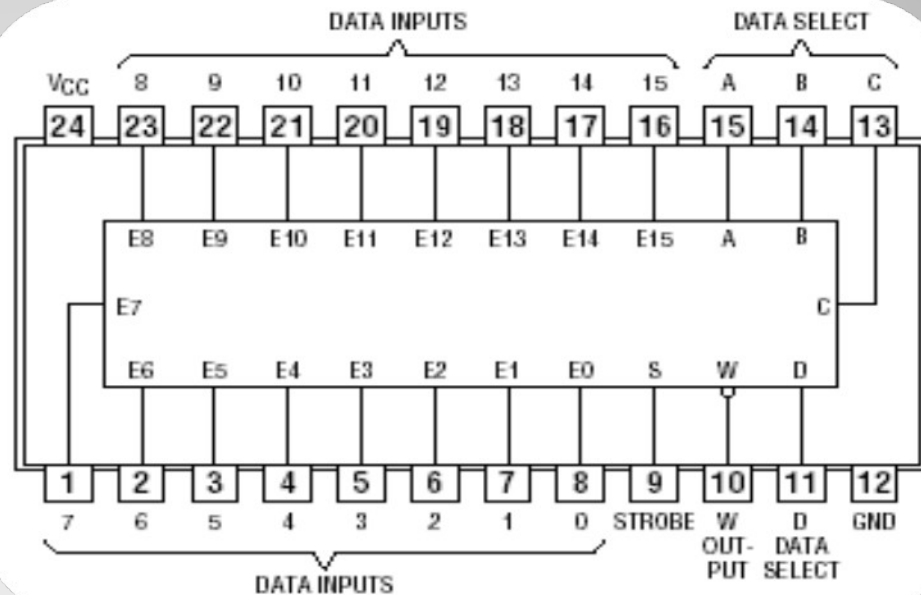 DATA INPUTS DATA SELECT
VCC 8 9 10 11 12 13 14 15 A B C
24 23 22 21 20 19 18 17 16 15 14 13
E8 E9 E10 E11 E12 E13 E14 E15 A B
E7 C
E6 E5 E4 E3 E2 E1 E0 S W D
1 2 3 4 5 6 7 8 9 10 11 12
7 6 5 4 3 2 1 0 STROBE W D GND
OUT- DATA
PUT SELECT
DATA INPUTS